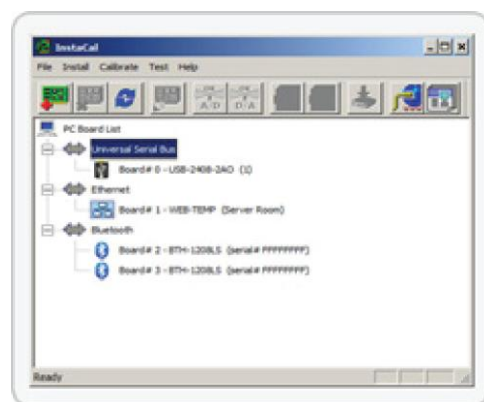 InstaCal
File Install Calibrate Test Help
A/D D/A
PC Board List
Universal Serial Bus
Board# 0 - USB-2408-2AO (1)
Ethernet
Board# 1 - WEB-TEMP (Server Room)
Bluetooth
Board# 2 - BTH-1208LS (serial# FFFFFFFF)
Board# 3 - BTH-1208LS (serial# FFFFFFFF)
Ready